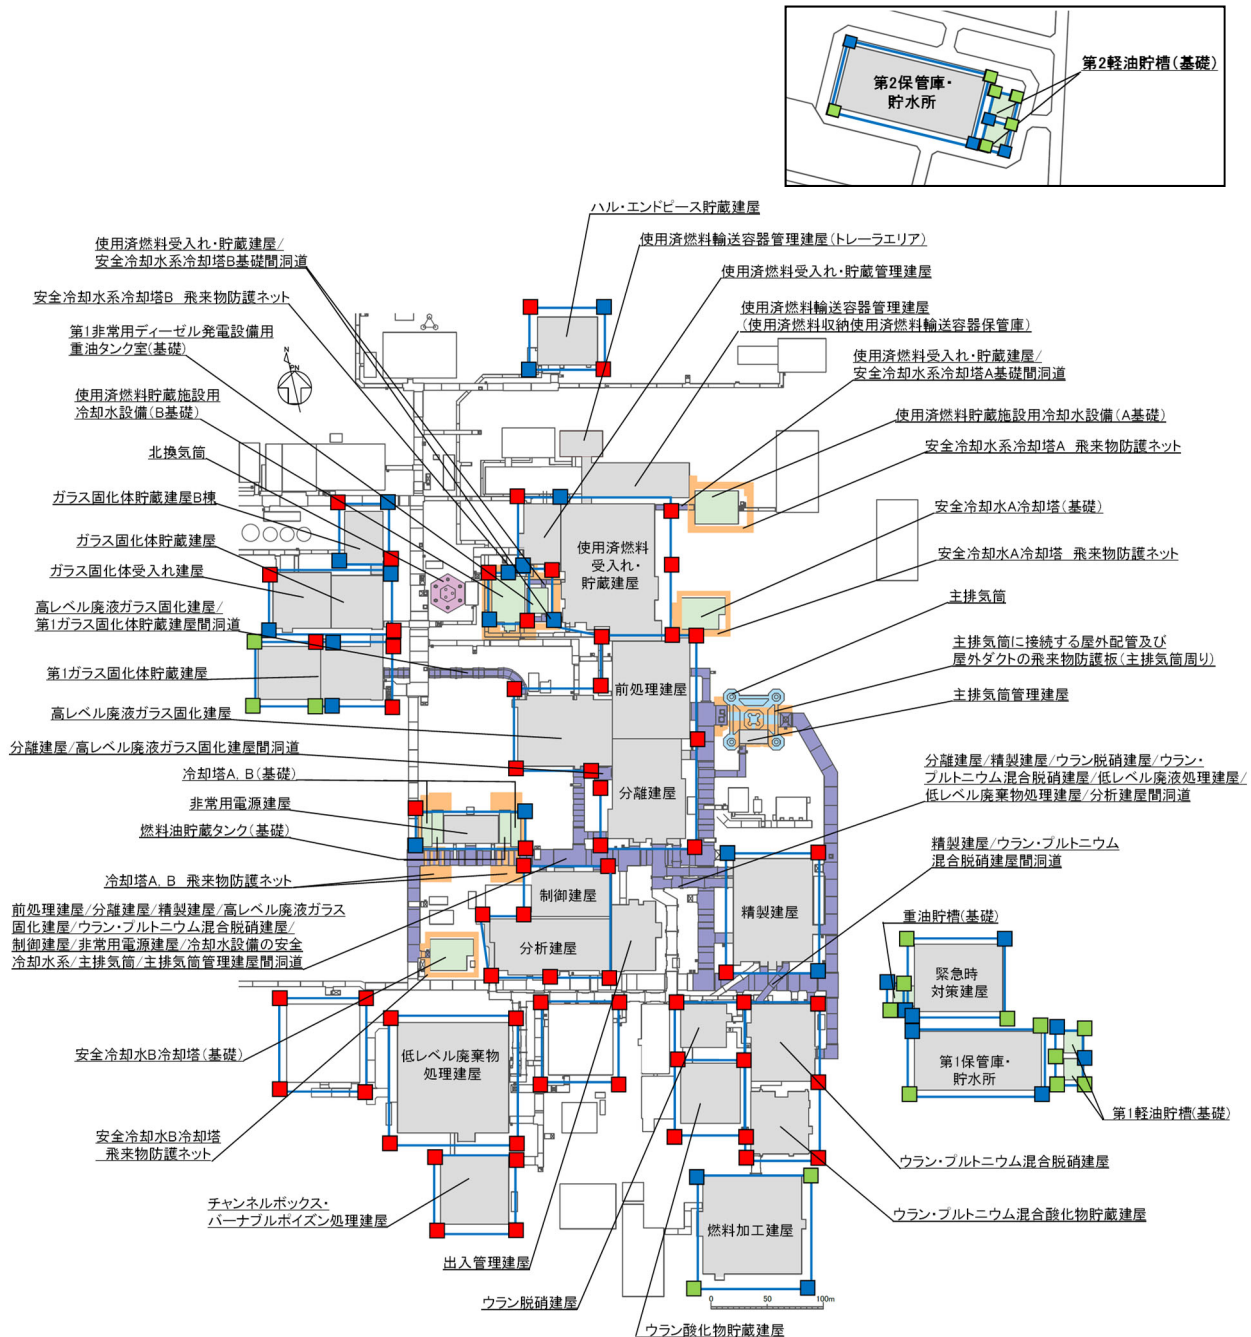 第2軽油貯槽(基礎)
第2保管庫・
貯水所
ハル・エンドピース貯蔵建屋
使用済燃料受入れ・貯蔵建屋/
安全冷却水系冷却塔B基礎間洞道
使用済燃料輸送容器管理建屋(トレーラエリア)
使用済燃料受入れ・貯蔵管理建屋
安全冷却水系冷却塔B 飛来物防護ネット
使用済燃料輸送容器管理建屋
(使用済燃料収納使用済燃料輸送容器保管庫)
第1非常用ディーゼル発電設備用
重油タンク室(基礎)
N
PN
使用済燃料受入れ・貯蔵建屋/
安全冷却水系冷却塔A基礎間洞道
使用済燃料貯蔵施設用
冷却水設備(B基礎)
使用済燃料貯蔵施設用冷却水設備(A基礎)
北換気筒
安全冷却水系冷却塔A 飛来物防護ネット
ガラス固化体貯蔵建屋B棟
安全冷却水A冷却塔(基礎)
ガラス固化体貯蔵建屋
使用済燃料
受入れ・
貯蔵建屋
安全冷却水A冷却塔 飛来物防護ネット
ガラス固化体受入れ建屋
主排気筒
高レベル廃液ガラス固化建屋/
第1ガラス固化体貯蔵建屋間洞道
主排気筒に接続する屋外配管及び
屋外ダクトの飛来物防護板(主排気筒周り)
第1ガラス固化体貯蔵建屋
前処理建屋
主排気筒管理建屋
高レベル廃液ガラス固化建屋
分離建屋/高レベル廃液ガラス固化建屋間洞道
分離建屋/精製建屋/ウラン脱硝建屋/ウラン・
プルトニウム混合脱硝建屋/低レベル廃液処理建屋/
低レベル廃棄物処理建屋/分析建屋間洞道
冷却塔A, B(基礎)
分離建屋
非常用電源建屋
燃料油貯蔵タンク(基礎)
精製建屋/ウラン・プルトニウム
混合脱硝建屋間洞道
冷却塔A, B 飛来物防護ネット
制御建屋
精製建屋
前処理建屋/分離建屋/精製建屋/高レベル廃液ガラス
固化建屋/ウラン・プルトニウム混合脱硝建屋/
制御建屋/非常用電源建屋/冷却水設備の安全
冷却水系/主排気筒/主排気筒管理建屋間洞道
分析建屋
重油貯槽(基礎)
緊急時
対策建屋
安全冷却水B冷却塔(基礎)
低レベル廃棄物
処理建屋
第1保管庫・
貯水所
第1軽油貯槽(基礎)
安全冷却水B冷却塔
飛来物防護ネット
ウラン・プルトニウム混合脱硝建屋
チャンネルボックス・
バーナブルポイズン処理建屋
ウラン・プルトニウム混合酸化物貯蔵建屋
燃料加工建屋
出入管理建屋
ウラン脱硝建屋
0 50 100m
ウラン酸化物貯蔵建屋